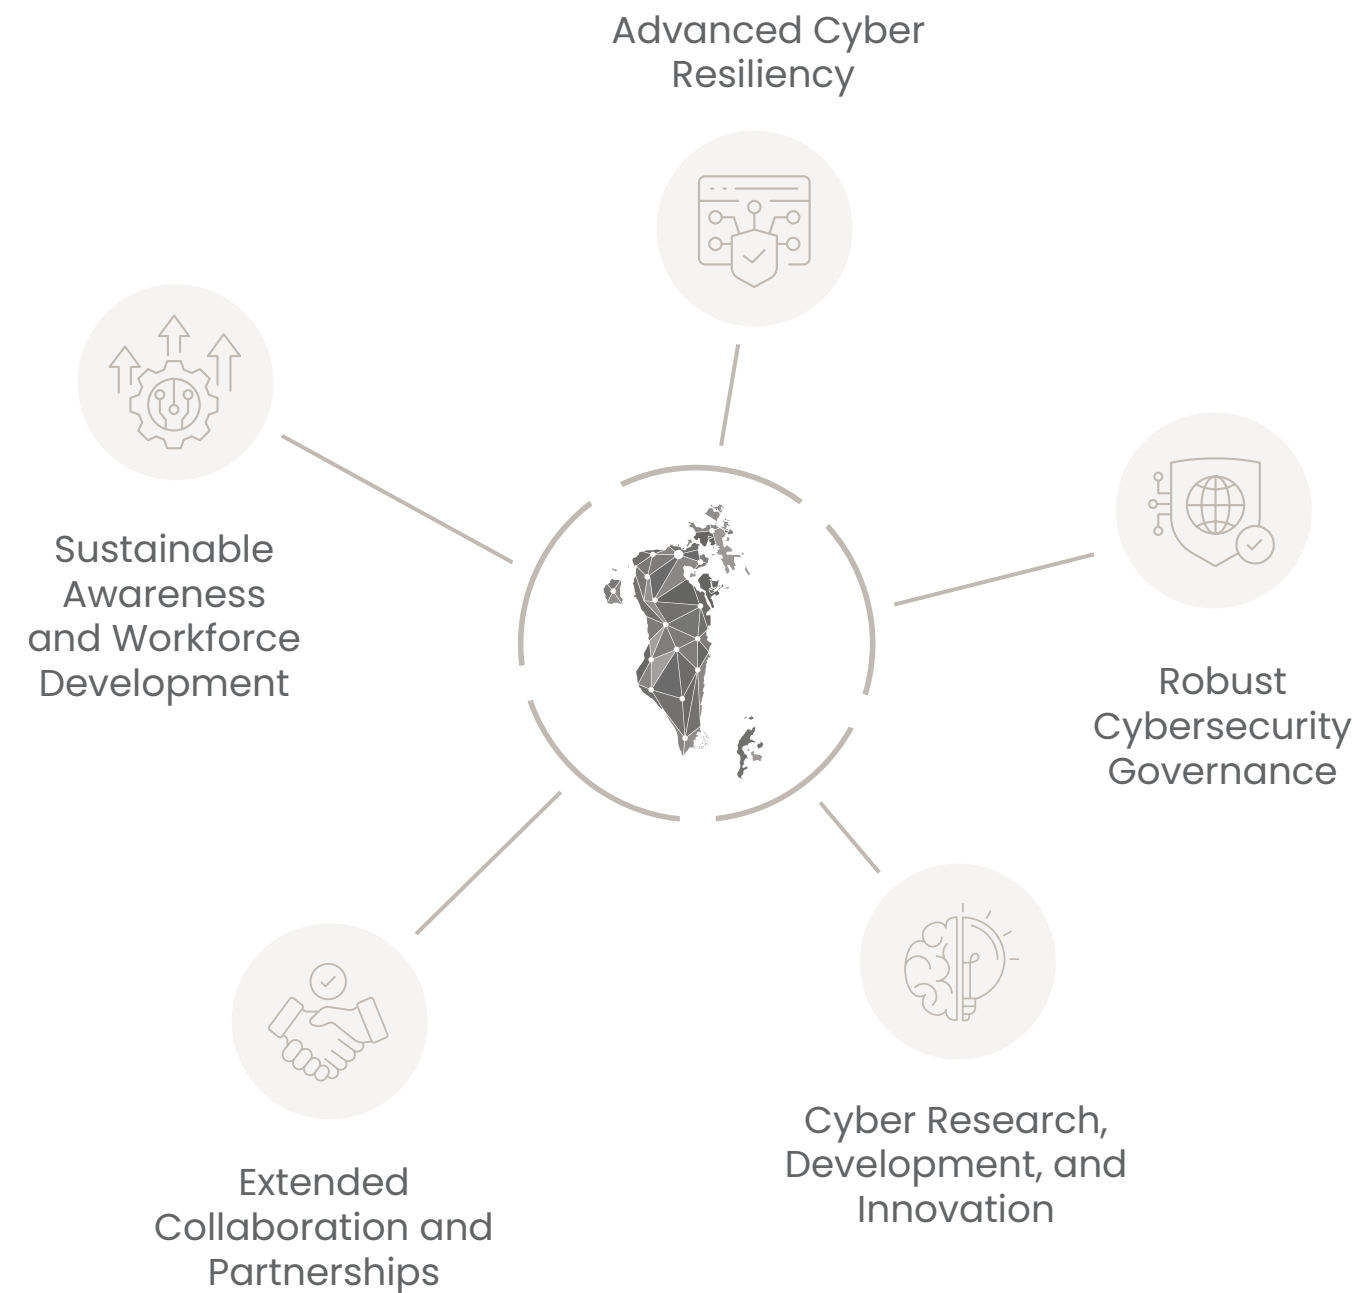 Advanced Cyber
Resiliency
Sustainable
Awareness
and Workforce
Development
Robust
Cybersecurity
Governance
Cyber Research,
Development, and
Innovation
Extended
Collaboration and
Partnerships